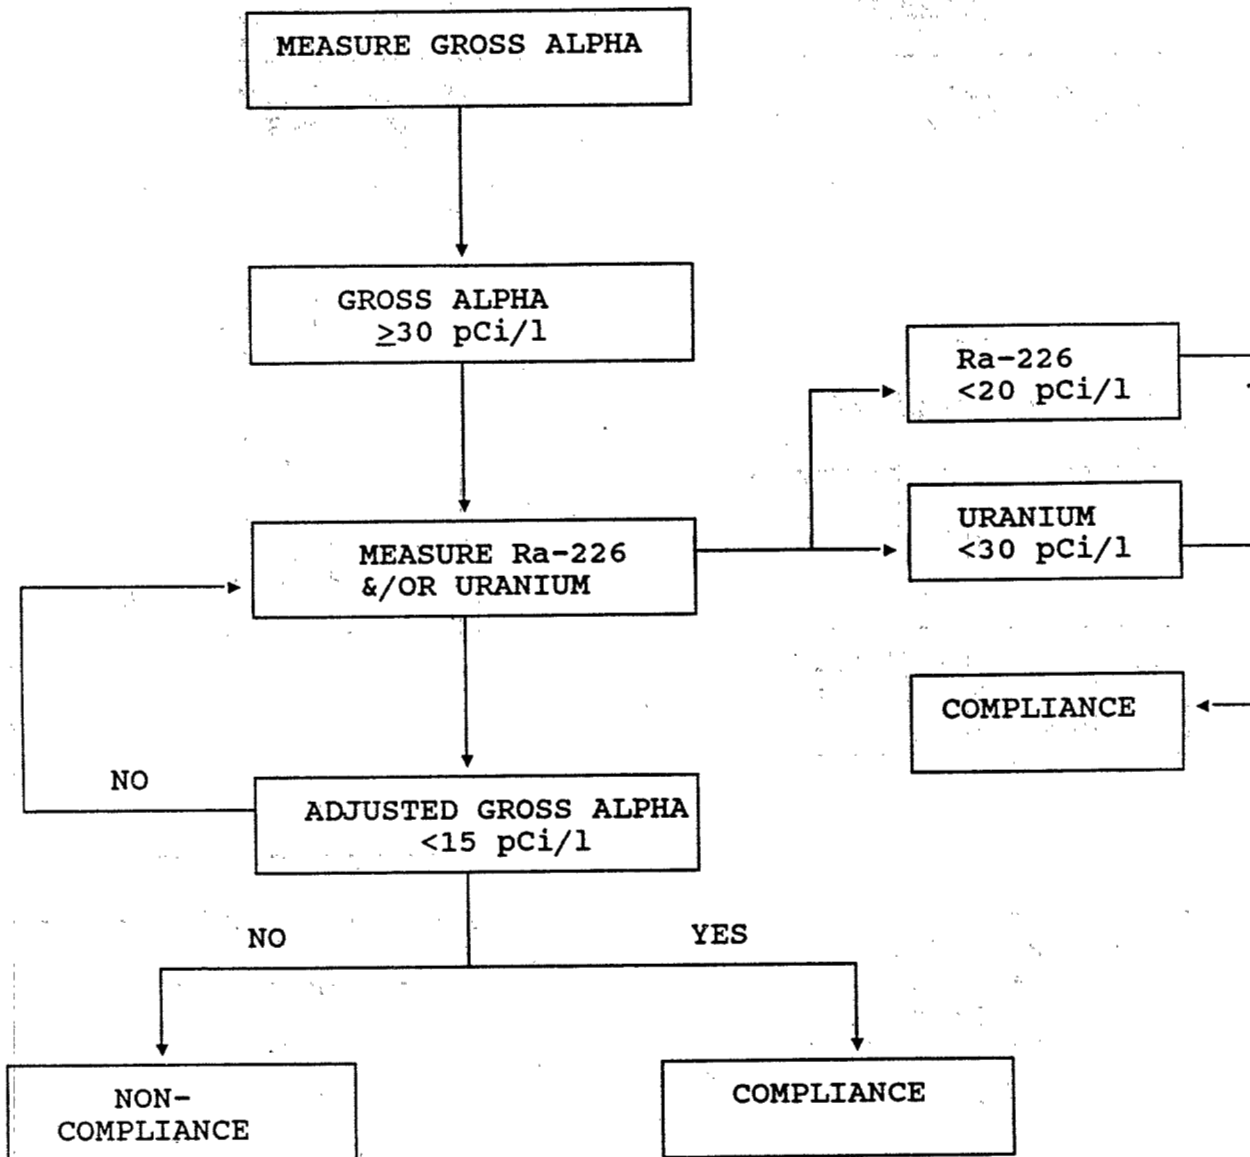 MEASURE GROSS ALPHA
GROSS ALPHA
≥30 pCi/l
Ra-226
<20 pCi/l
URANIUM
<30 pCi/l
MEASURE Ra-226
&/OR URANIUM
COMPLIANCE
NO
ADJUSTED GROSS ALPHA
<15 pCi/l
NO
YES
NON-
COMPLIANCE
COMPLIANCE